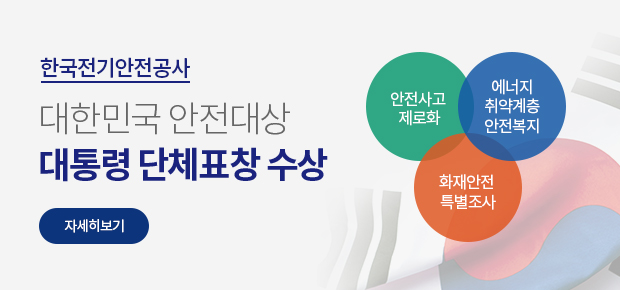 한국전기안전공사
대한민국 안전대상
대통령 단체표창 수상
자세히보기
안전사고
제로화
에너지
취약계층
안전복지
화재안전
특별조사